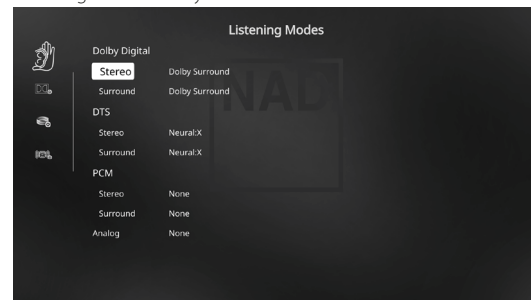 Listening Modes
Dolby Digital
Stereo Dolby Surround
Surround Dolby Surround
DTS
Stereo Neural:X
Surround Neural:X
PCM
Stereo None
Surround None
Analog None
NAD